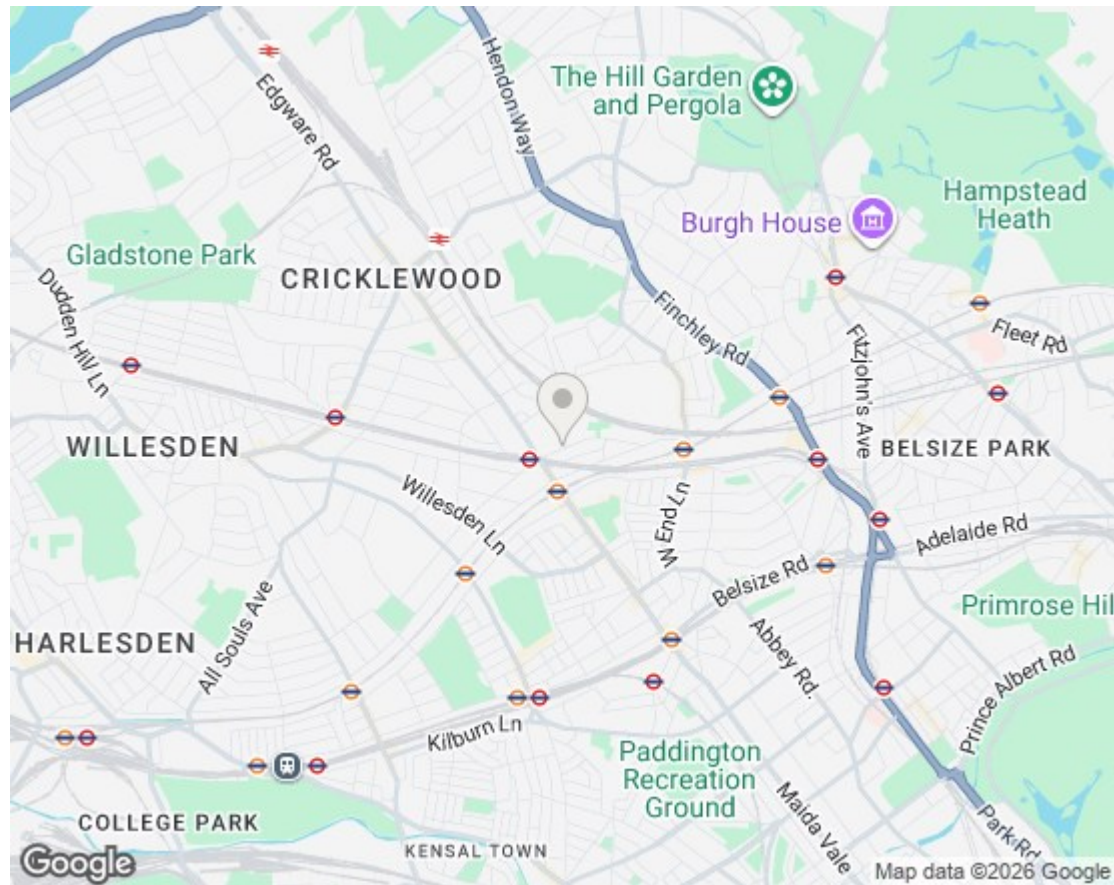 Hendon Way
The Hill Garden
and Pergola
Edgware Rd
Hampstead
Heath
Burgh House
Gladstone Park
CRICKLEWOOD
Dudden Hill Ln
Finchley Rd
Fleet Rd
Fitzjohn's Ave
WILLESDEN
BELSIZE PARK
Willesden Ln
W End Ln
Adelaide Rd
Belsize Rd
Primrose Hil
HARLESDEN
All Souls Ave
Abbey Rd.
Prince Albert Rd
Kilburn Ln
Paddington
Recreation
Ground
Maida Vale
Park Rd
COLLEGE PARK
KENSAL TOWN
Google
Map data ©2026 Google